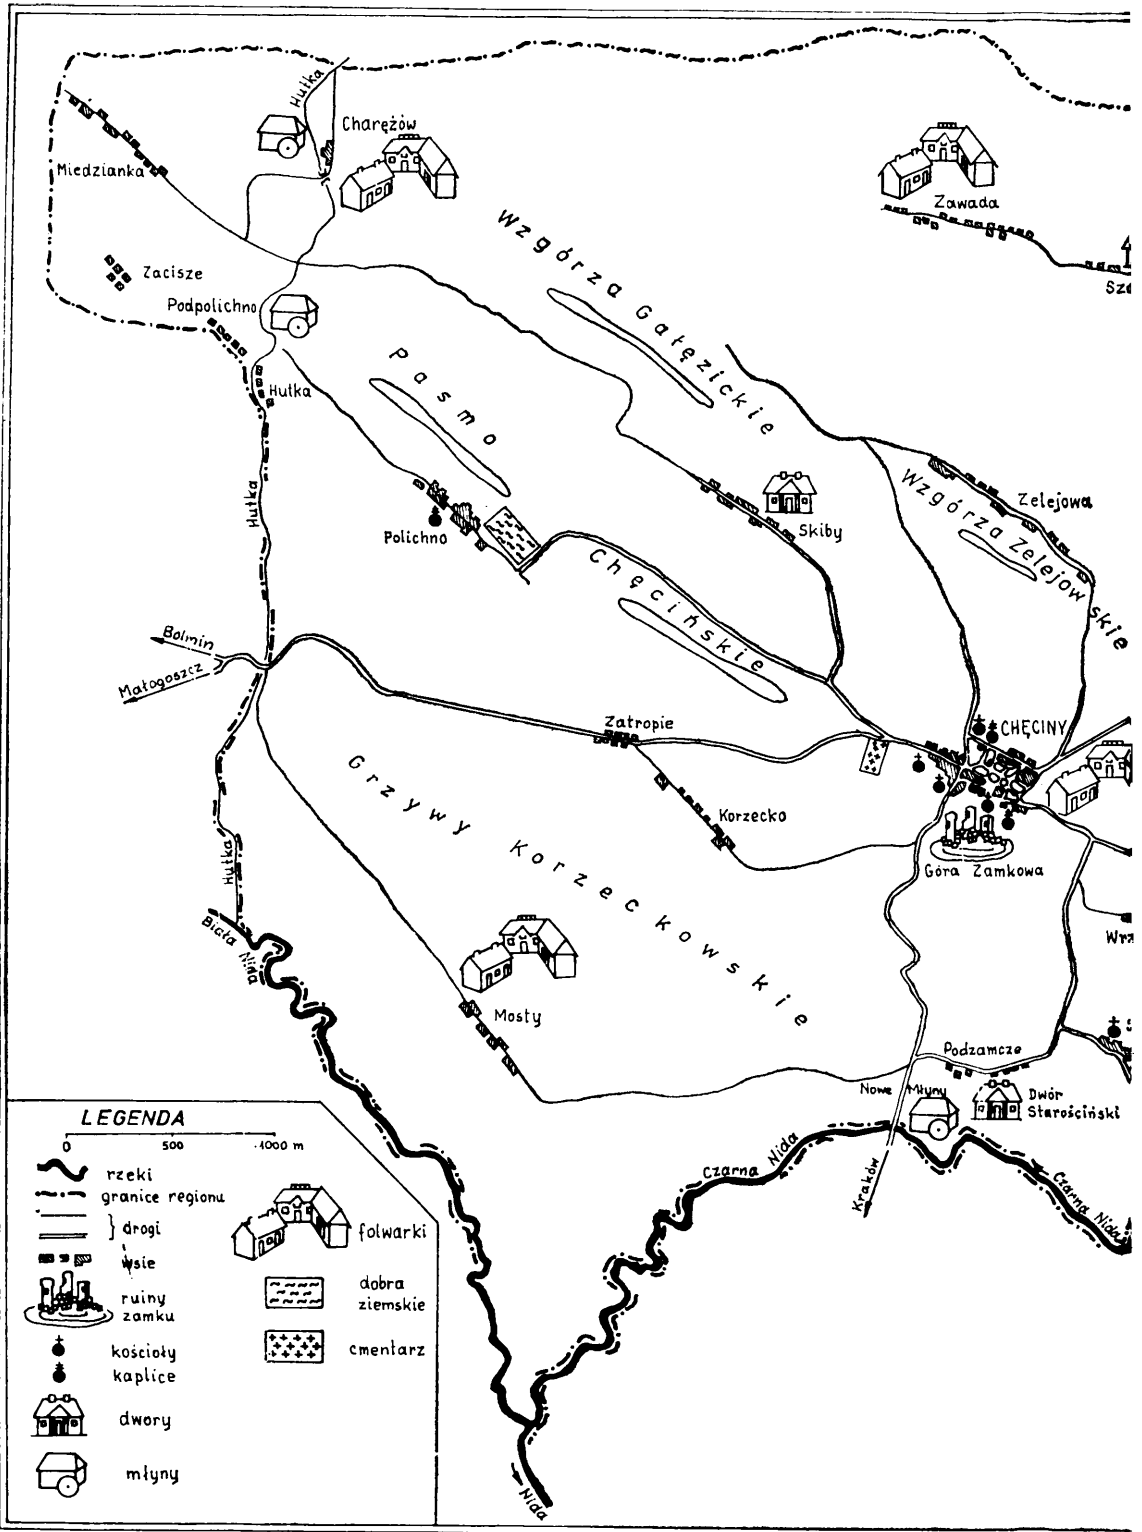 Hutka
Charężów
Miedzianka
Zawada
Zacisze
Podpolichno
Hutka
Wzgórza Gałęzickie
Pasmo
Chęcińskie
Polichno
Skiby
Zelejowa
Wzgórza Zelejowskie
Hutka
Bolmin
Małogoszcz
Zatropie
CHĘCINY
Korzecko
Góra Zamkowa
Grzywy Korzeckowskie
Hutka
Biała Nida
Mosty
Podzamcze
Nowe Młyny
Dwór
Starościński
Kraków
Czarna Nida
Czarna Nida
Nida
LEGENDA
0 500 1000 m
rzeki
granice regionu
drogi
wsie
ruiny
zamku
kościoły
kaplice
dwory
młyny
folwarki
dobra
ziemskie
cmentarz